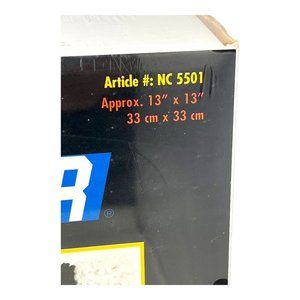 Article #: NC 5501
Approx. 13" x 13"
33 cm x 33 cm
R®